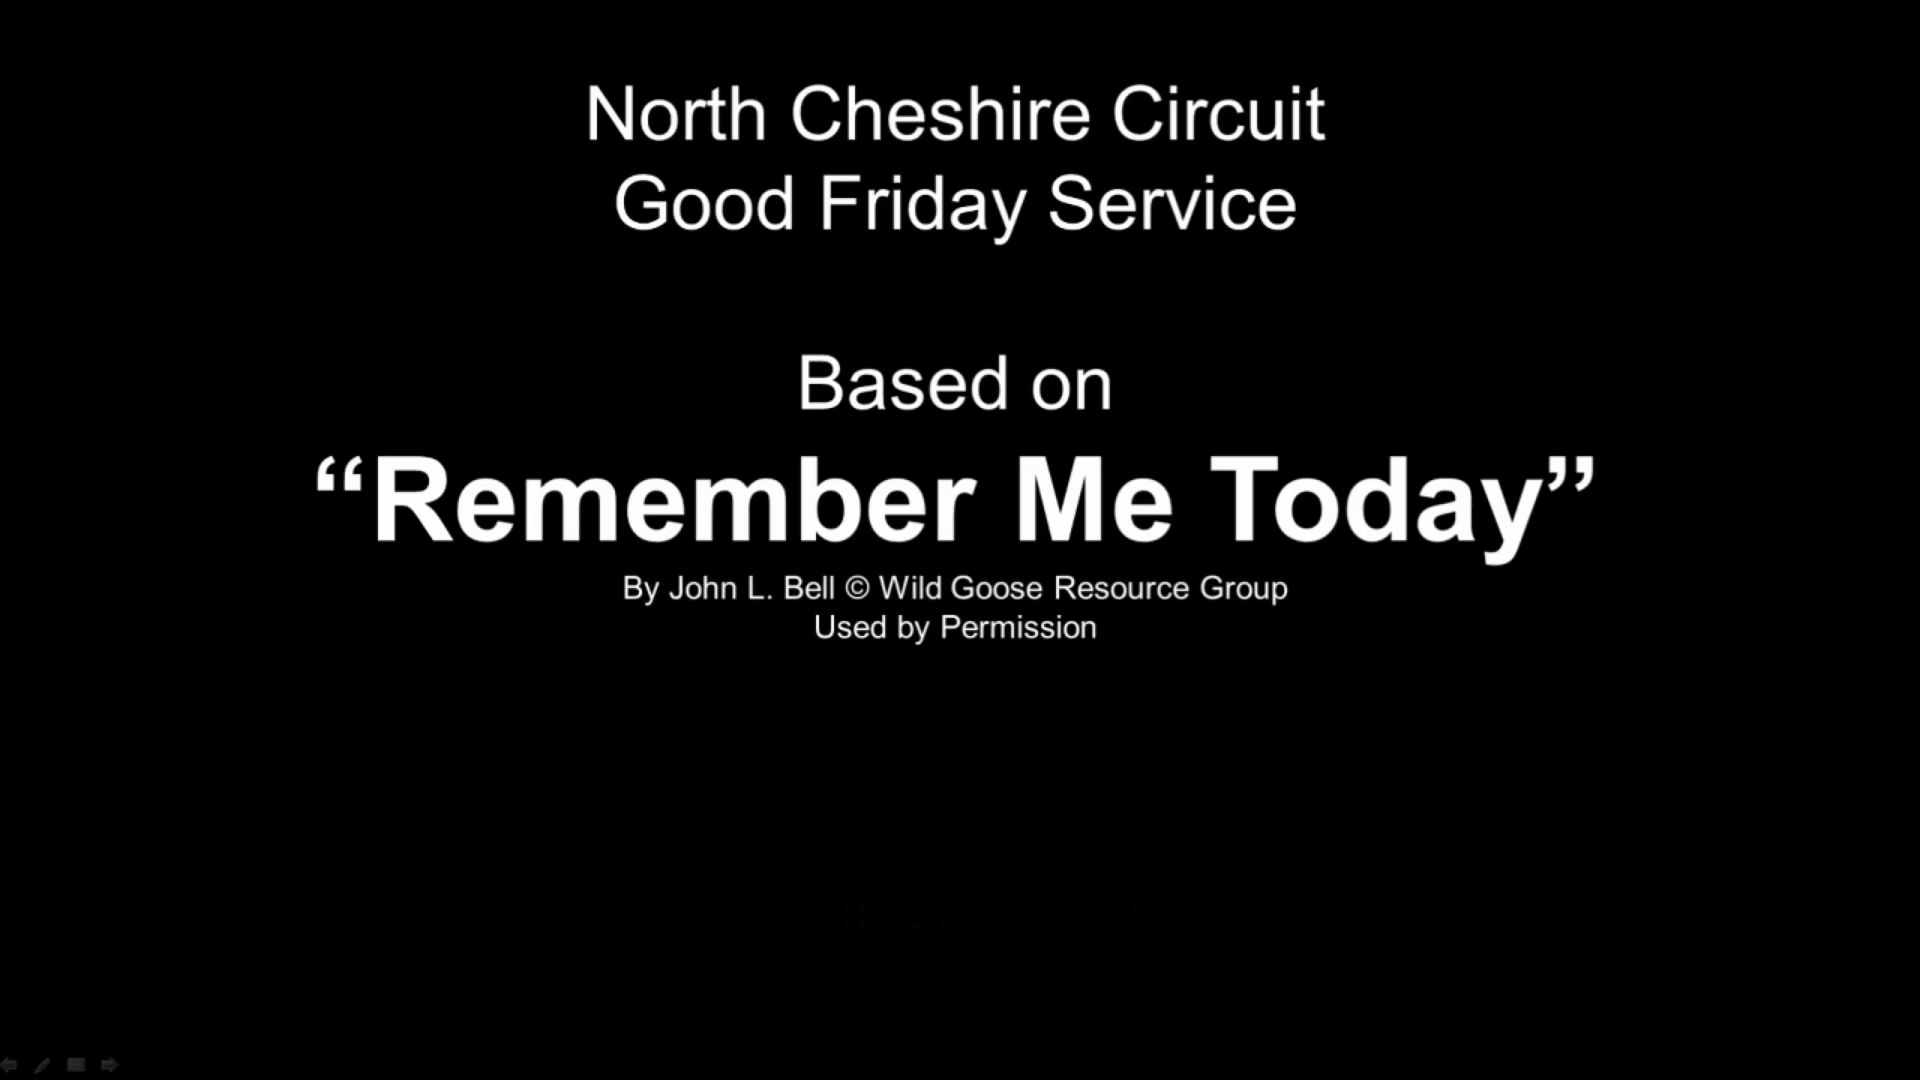 North Cheshire Circuit
Good Friday Service
Based on
“Remember Me Today”
By John L. Bell © Wild Goose Resource Group
Used by Permission